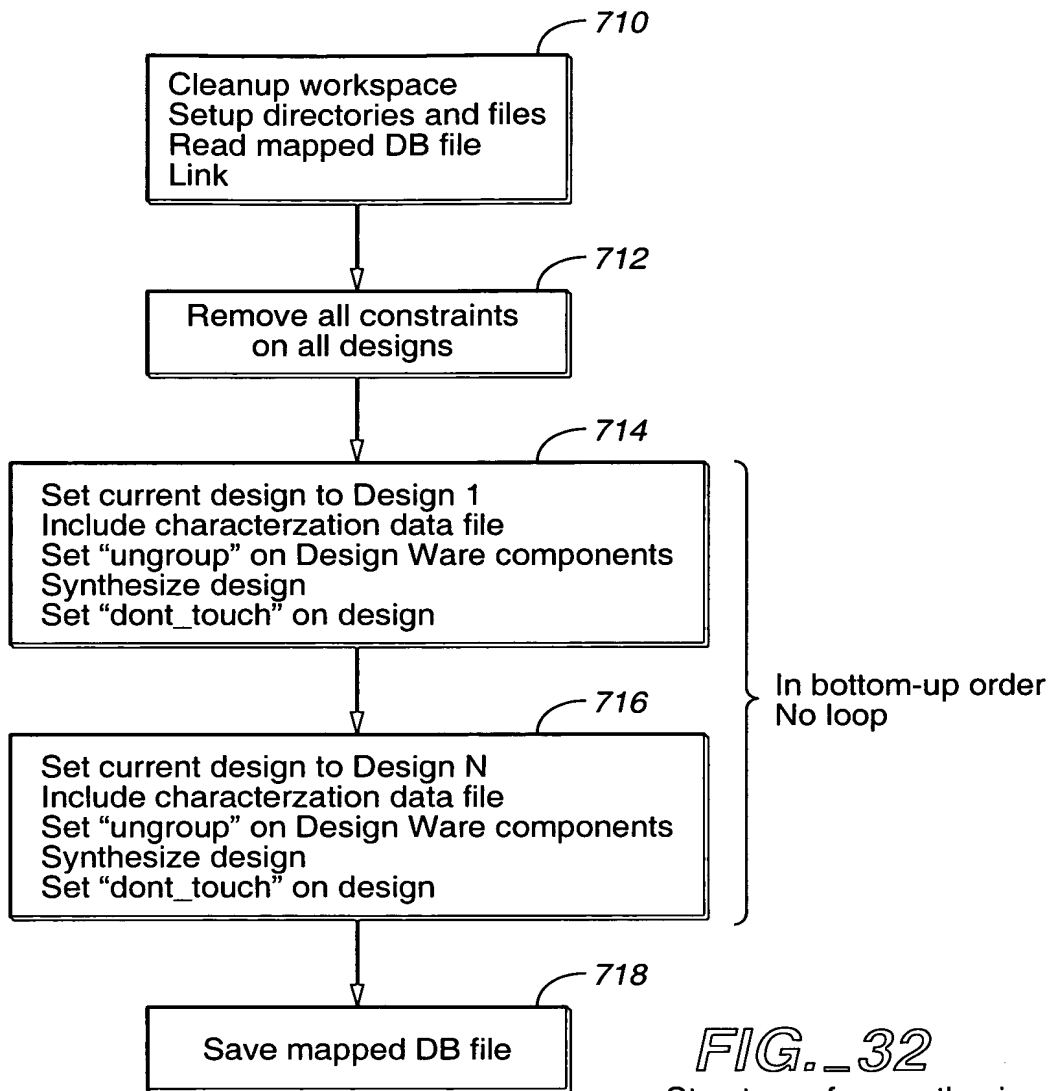 710
Cleanup workspace
Setup directories and files
Read mapped DB file
Link
712
Remove all constraints
on all designs
714
Set current design to Design 1
Include characterzation data file
Set “ungroup” on Design Ware components
Synthesize design
Set “dont_touch” on design
In bottom-up order
No loop
716
Set current design to Design N
Include characterzation data file
Set “ungroup” on Design Ware components
Synthesize design
Set “dont_touch” on design
718
Save mapped DB file
FIG._32